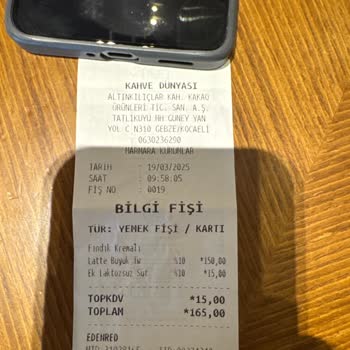 KAHVE DÜNYASI
ALTINKILIÇLAR KAH. KAKAO
ÜRÜNLERİ TİC. SAN. A.Ş.
TATLIKUYU HH GÜNEY YAN
YOL C N310 GEBZE/KOCAELİ
0630236290
MARMARA KURUMLAR
TARİH : 19/03/2025
SAAT : 09:58:05
FİŞ NO : 0019
BİLGİ FİŞİ
TÜR: YEMEK FİŞİ / KARTI
Fındık Kremalı
Latte Büyük Tw %10 *150,00
Ek Laktozsuz Süt %10 *15,00
TOPKDV *15,00
TOPLAM *165,00
EDENRED